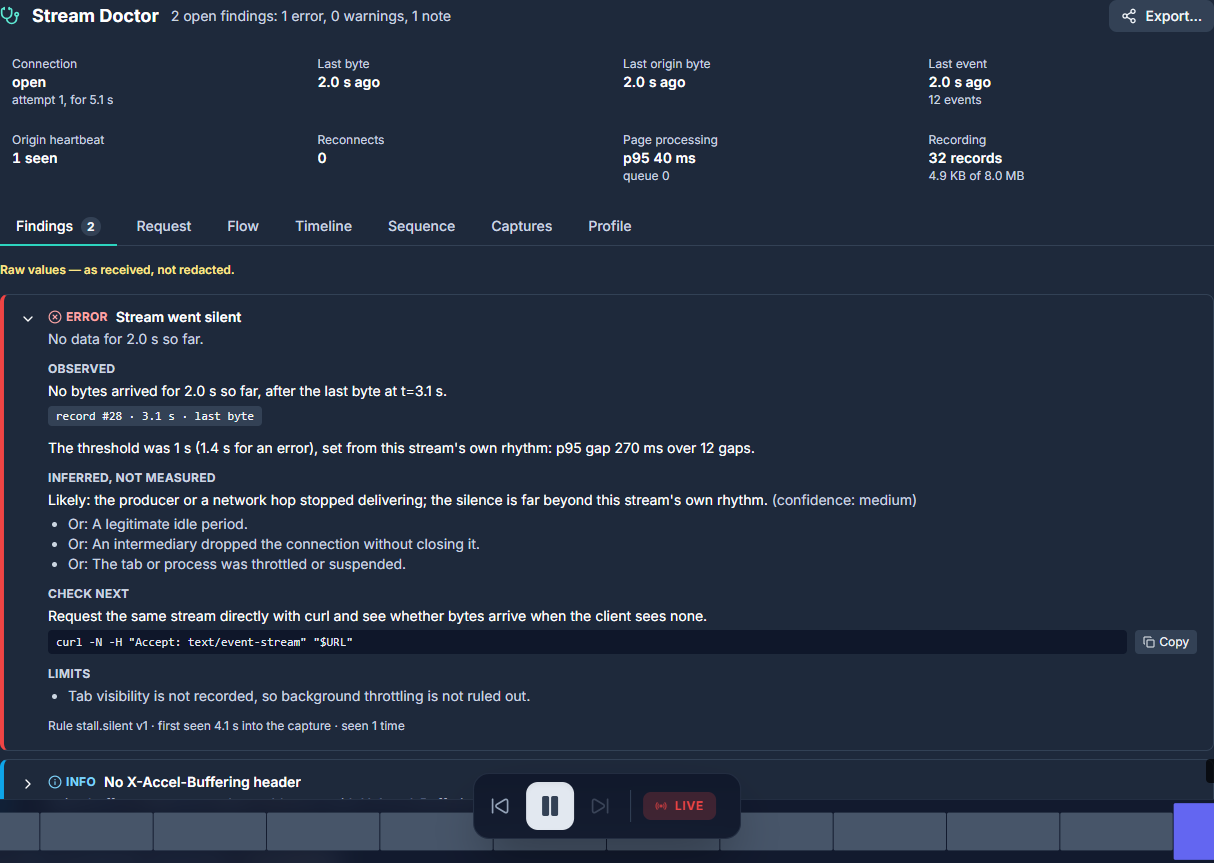 Stream Doctor 2 open findings: 1 error, 0 warnings, 1 note
Export...
Connection
open
attempt 1, for 5.1 s
Last byte
2.0 s ago
Last origin byte
2.0 s ago
Last event
2.0 s ago
12 events
Origin heartbeat
1 seen
Reconnects
0
Page processing
p95 40 ms
queue 0
Recording
32 records
4.9 KB of 8.0 MB
Findings 2 Request Flow Timeline Sequence Captures Profile
Raw values — as received, not redacted.
ERROR Stream went silent
No data for 2.0 s so far.
OBSERVED
No bytes arrived for 2.0 s so far, after the last byte at t=3.1 s.
record #28 · 3.1 s · last byte
The threshold was 1 s (1.4 s for an error), set from this stream's own rhythm: p95 gap 270 ms over 12 gaps.
INFERRED, NOT MEASURED
Likely: the producer or a network hop stopped delivering; the silence is far beyond this stream's own rhythm. (confidence: medium)
• Or: A legitimate idle period.
• Or: An intermediary dropped the connection without closing it.
• Or: The tab or process was throttled or suspended.
CHECK NEXT
Request the same stream directly with curl and see whether bytes arrive when the client sees none.
curl -N -H "Accept: text/event-stream" "$URL"
Copy
LIMITS
• Tab visibility is not recorded, so background throttling is not ruled out.
Rule stall.silent v1 · first seen 4.1 s into the capture · seen 1 time
INFO No X-Accel-Buffering header
LIVE